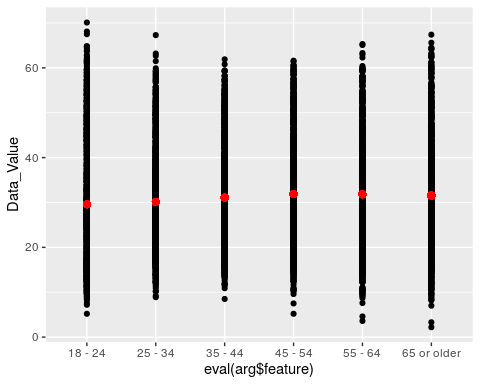 Data_Value
60
40
20
0
18 - 24 25 - 34 35 - 44 45 - 54 55 - 64 65 or older
eval(arg$feature)